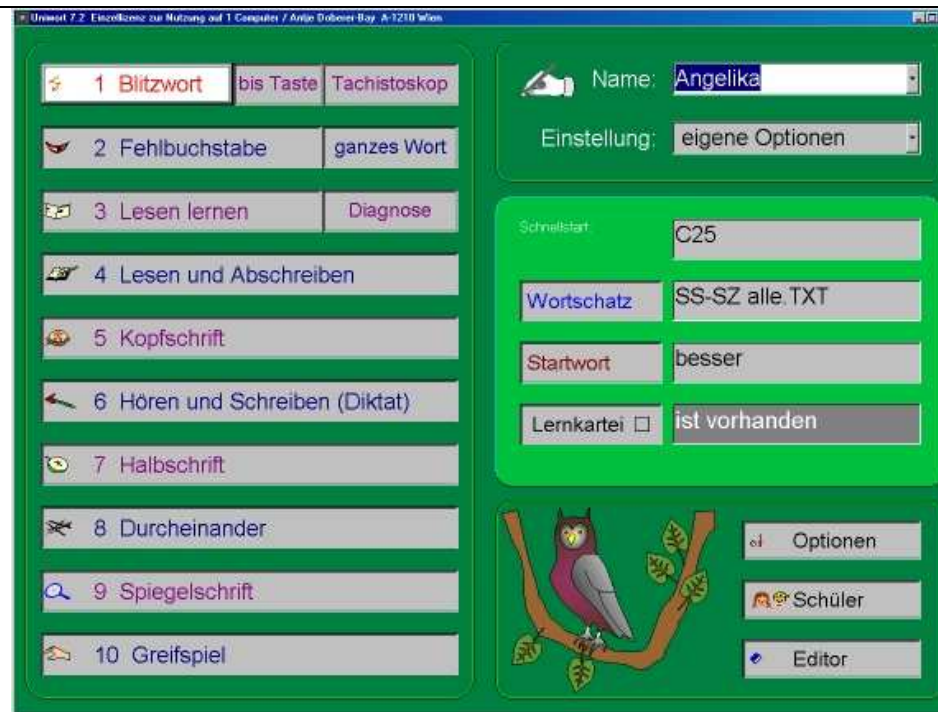 Uniwort 7.2 Einzellizenz zur Nutzung auf 1 Computer / Antje Doberer-Bay A-1210 Wien
1 Blitzwort bis Taste Tachistoskop
2 Fehlbuchstabe ganzes Wort
3 Lesen lernen Diagnose
4 Lesen und Abschreiben
5 Kopfschrift
6 Hören und Schreiben (Diktat)
7 Halbschrift
8 Durcheinander
9 Spiegelschrift
10 Greifspiel
Name: Angelika
Einstellung: eigene Optionen
Schnellstart: C25
Wortschatz SS-SZ alle.TXT
Startwort besser
Lernkartei ist vorhanden
Optionen
Schüler
Editor